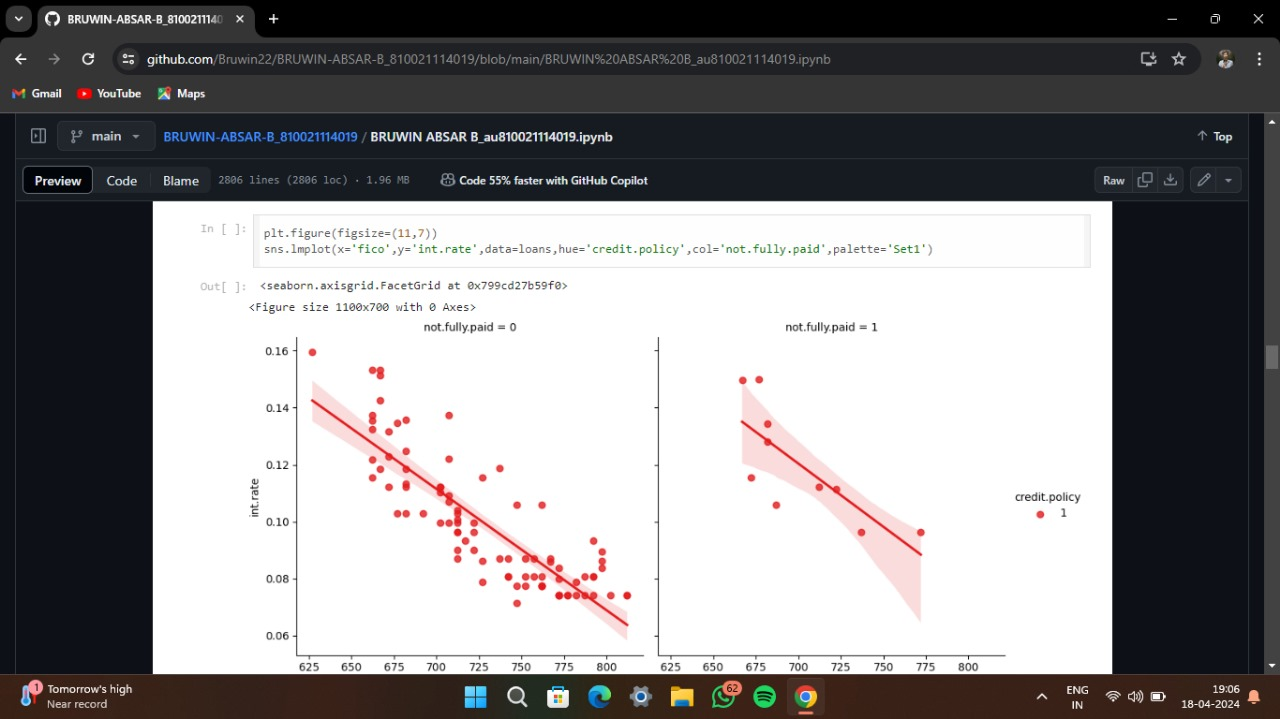 BRUWIN-ABSAR-B_810021114
github.com/Bruwin22/BRUWIN-ABSAR-B_810021114019/blob/main/BRUWIN%20ABSAR%20B_au810021114019.ipynb
Gmail YouTube Maps
main BRUWIN-ABSAR-B_810021114019 / BRUWIN ABSAR B_au810021114019.ipynb Top
Preview Code Blame 2806 lines (2806 loc) · 1.96 MB Code 55% faster with GitHub Copilot Raw
In [ ]: plt.figure(figsize=(11,7))
sns.lmplot(x='fico',y='int.rate',data=loans,hue='credit.policy',col='not.fully.paid',palette='Set1')
Out[ ]: <seaborn.axisgrid.FacetGrid at 0x799cd27b59f0>
<Figure size 1100x700 with 0 Axes>
not.fully.paid = 0 not.fully.paid = 1
0.16
0.14
0.12
0.10
0.08
0.06
int.rate
credit.policy
1
625 650 675 700 725 750 775 800 625 650 675 700 725 750 775 800
1 Tomorrow's high
Near record
62
ENG
IN
19:06
18-04-2024